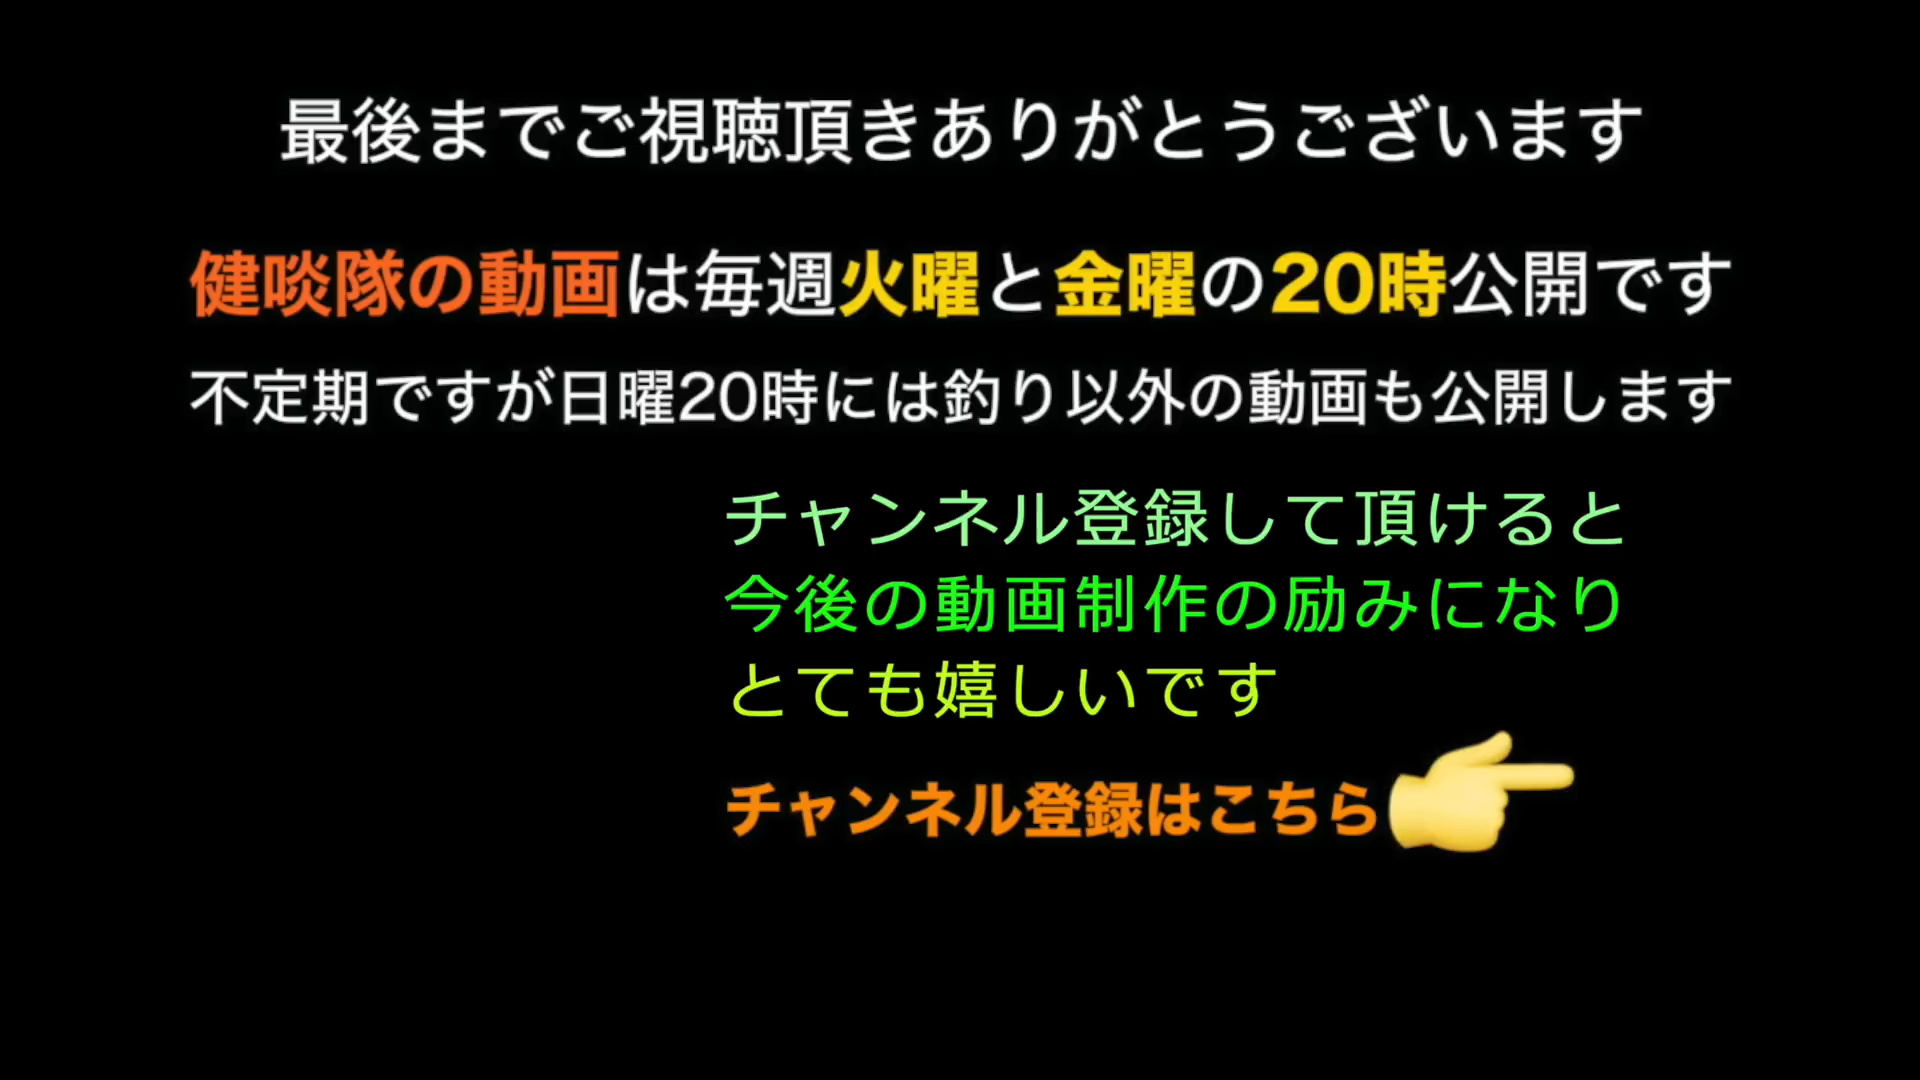 最後までご視聴頂きありがとうございます
健啖隊の動画は毎週火曜と金曜の20時公開です
不定期ですが日曜20時には釣り以外の動画も公開します
チャンネル登録して頂けると
今後の動画制作の励みになり
とても嬉しいです
チャンネル登録はこちら